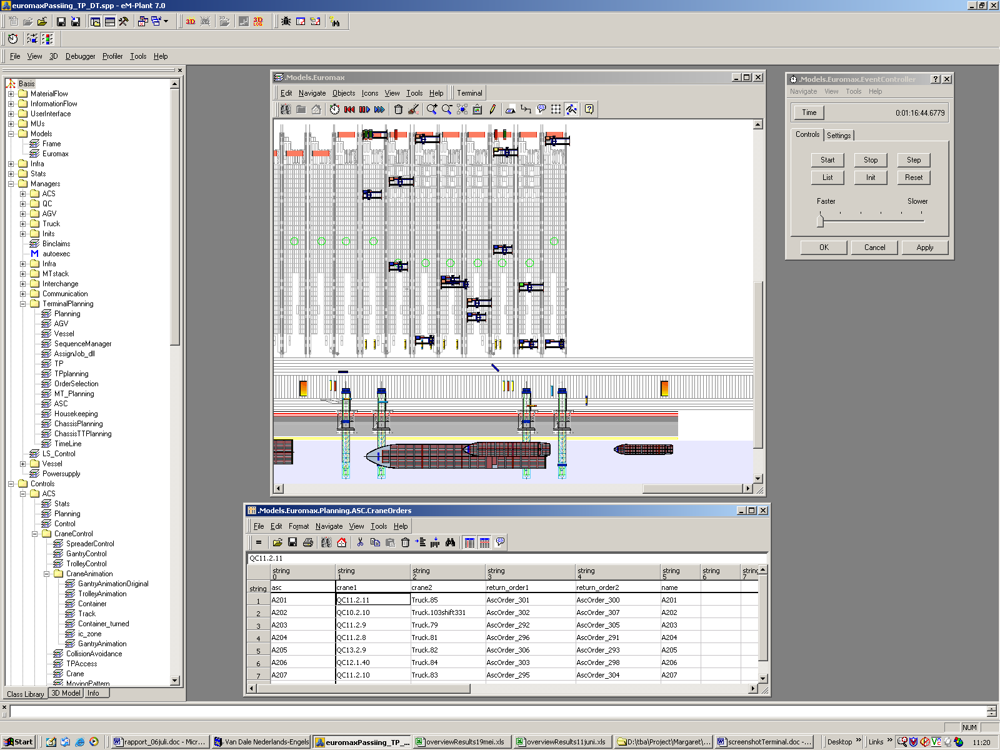 euromaxPassiing_TP_DT.spp - eM-Plant 7.0
File View 3D Debugger Profiler Tools Help
Basis
MaterialFlow
InformationFlow
UserInterface
MUs
Models
Frame
Euromax
Infra
Stats
Managers
ACS
QC
AGV
Truck
Inits
Binclaims
M autoexec
Infra
MTstack
Interchange
Communication
TerminalPlanning
Planning
AGV
Vessel
SequenceManager
AssignJob_dll
TP
TPplanning
OrderSelection
MT_Planning
ASC
Housekeeping
ChassisPlanning
ChassisTTPlanning
TimeLine
LS_Control
Vessel
Powersupply
Controls
ACS
Stats
Planning
Control
CraneControl
SpreaderControl
GantryControl
TrolleyControl
CraneAnimation
GantryAnimationOriginal
TrolleyAnimation
Container
Track
Container_turned
ic_zone
GantryAnimation
CollisionAvoidance
TPAccess
Crane
MovingPattern
Class Library 3D Model Info
.Models.Euromax
Edit Navigate Objects Icons View Tools Help Terminal
.Models.Euromax.EventController
Navigate View Tools Help
Time 0:01:16:44.6779
Controls Settings
Start Stop Step
List Init Reset
Faster Slower
OK Cancel Apply
.Models.Euromax.Planning.ASC.CraneOrders
File Edit Format Navigate View Tools Help
QC11.2.11
string string string string string string string string
0 1 2 3 4 5 6 7
string asc crane1 crane2 return_order1 return_order2 name
1 A201 QC11.2.11 Truck.85 AscOrder_301 AscOrder_300 A201
2 A202 QC10.2.10 Truck.103shift331 AscOrder_302 AscOrder_307 A202
3 A203 QC11.2.9 Truck.79 AscOrder_292 AscOrder_305 A203
4 A204 QC11.2.8 Truck.81 AscOrder_296 AscOrder_291 A204
5 A205 QC13.2.9 Truck.82 AscOrder_306 AscOrder_293 A205
6 A206 QC12.1.40 Truck.84 AscOrder_303 AscOrder_298 A206
7 A207 QC11.2.10 Truck.83 AscOrder_295 AscOrder_304 A207
NUM
Start rapport_06juli.doc - Micr... Van Dale Nederlands-Engels euromaxPassiing_TP_... overviewResults19mei.xls overviewResults11juni.xls D:\tba\Project\Margaret\... screenshotTerminal.doc -... Desktop » Links » 11:20